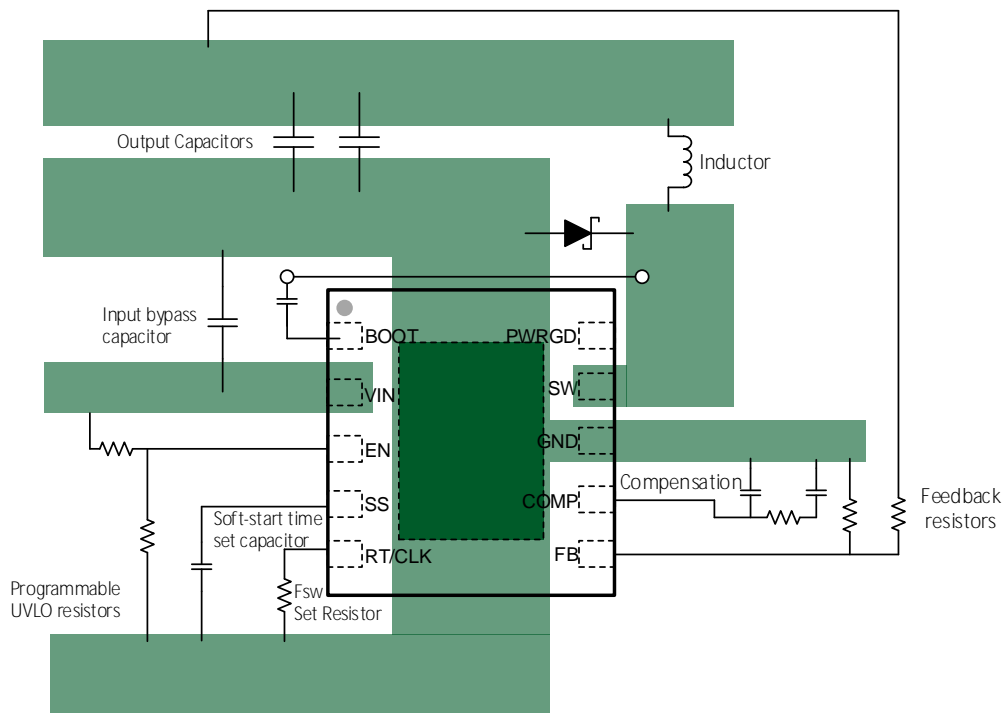 Output Capacitors
Inductor
Input bypass
capacitor
BOOT
PWRGD
VIN
SW
EN
GND
SS
COMP
RT/CLK
FB
Compensation
Feedback
resistors
Soft-start time
set capacitor
Fsw
Set Resistor
Programmable
UVLO resistors